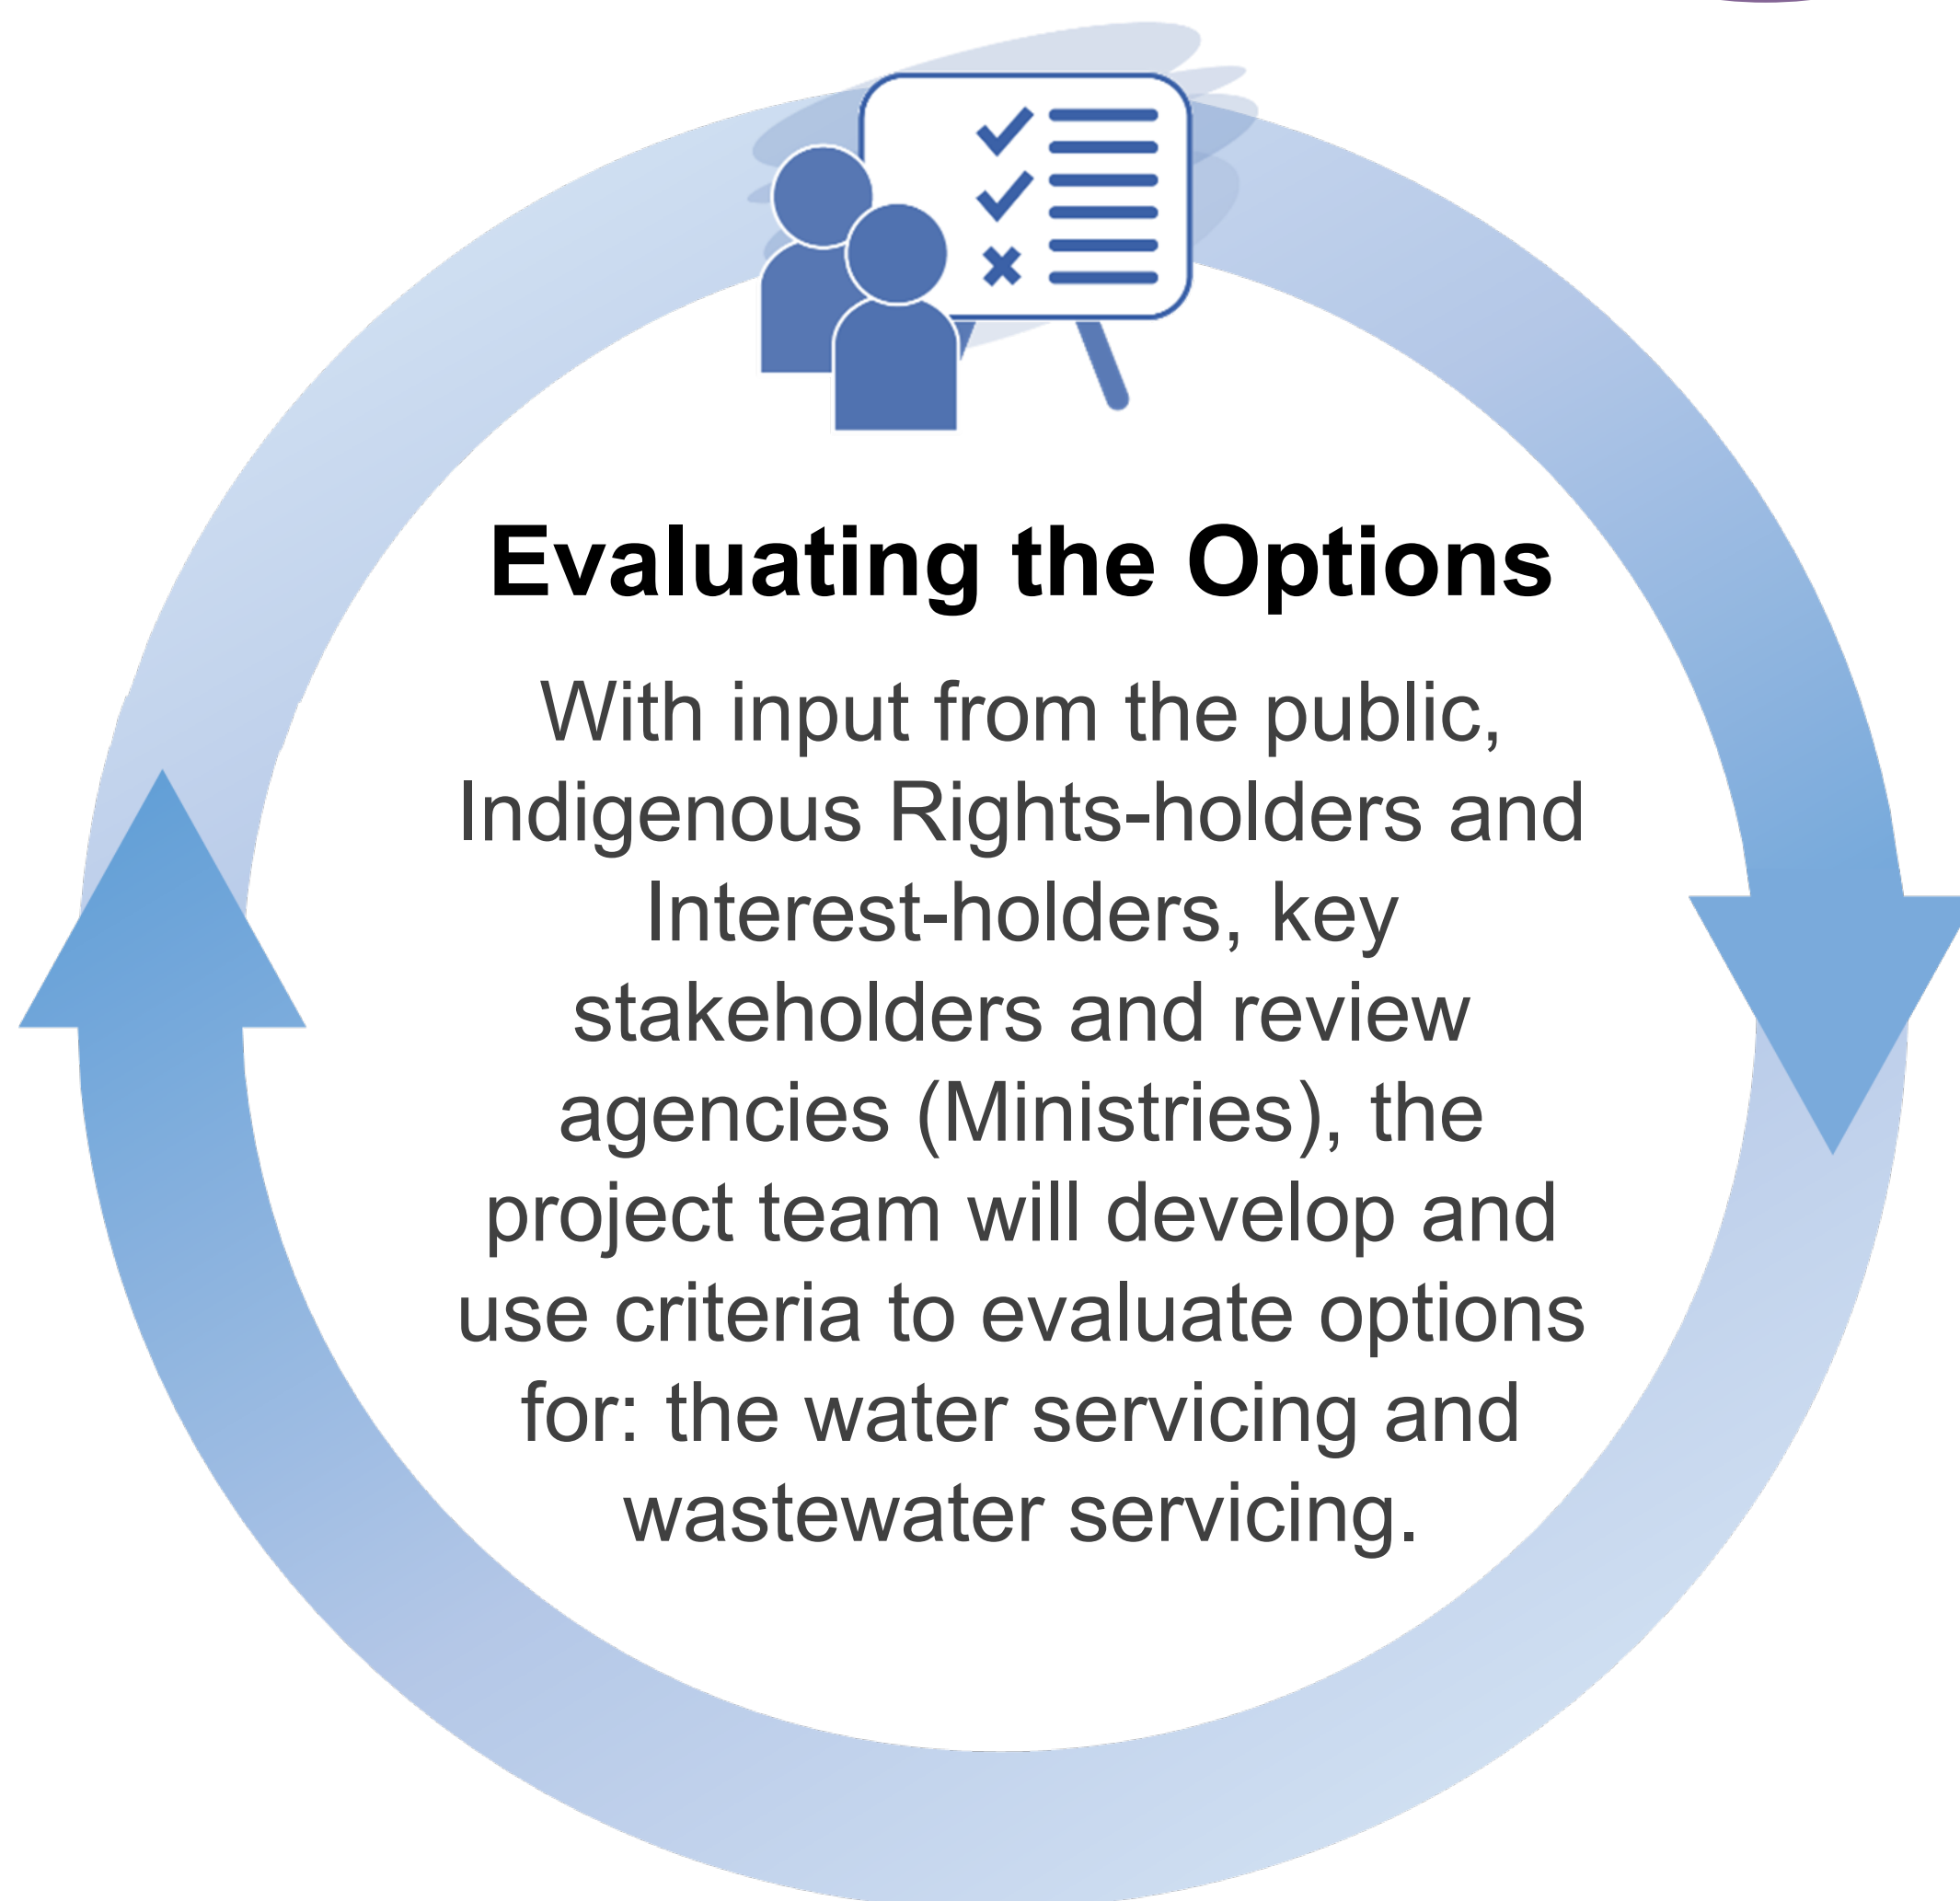 Evaluating the Options
With input from the public,
Indigenous Rights-holders and
Interest-holders, key
stakeholders and review
agencies (Ministries), the
project team will develop and
use criteria to evaluate options
for: the water servicing and
wastewater servicing.